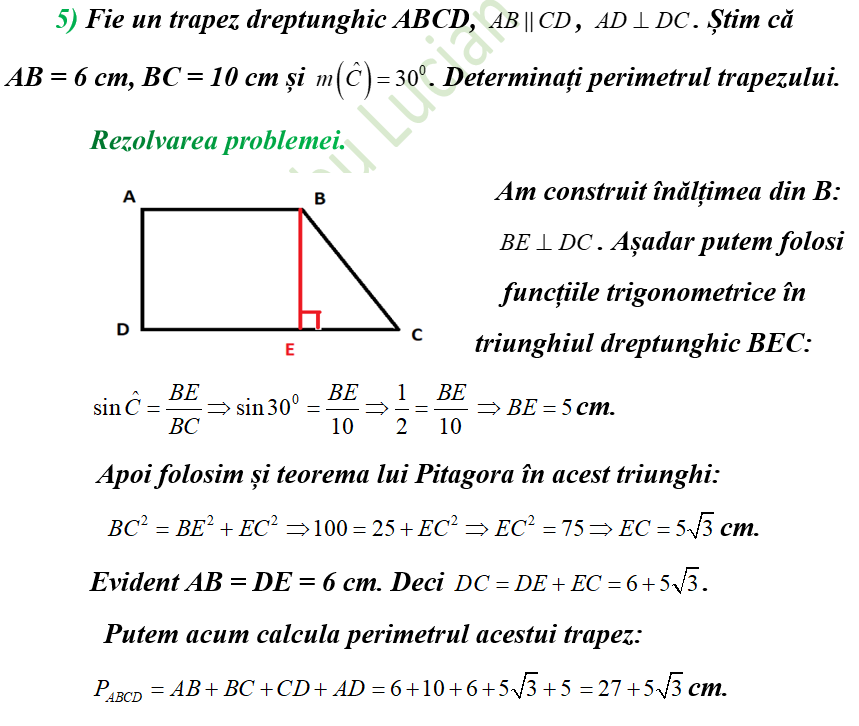 5) Fie un trapez dreptunghic ABCD, AB || CD, AD ⊥ DC. Știm că
AB = 6 cm, BC = 10 cm și m(Ĉ) = 30⁰. Determinați perimetrul trapezului.
Rezolvarea problemei.
A
B
D
E
C
Am construit înălțimea din B:
BE ⊥ DC. Așadar putem folosi
funcțiile trigonometrice în
triunghiul dreptunghic BEC:
sin Ĉ = BE/BC ⇒ sin 30⁰ = BE/10 ⇒ 1/2 = BE/10 ⇒ BE = 5 cm.
Apoi folosim și teorema lui Pitagora în acest triunghi:
BC² = BE² + EC² ⇒ 100 = 25 + EC² ⇒ EC² = 75 ⇒ EC = 5√3 cm.
Evident AB = DE = 6 cm. Deci DC = DE + EC = 6 + 5√3.
Putem acum calcula perimetrul acestui trapez:
P_ABCD = AB + BC + CD + AD = 6 + 10 + 6 + 5√3 + 5 = 27 + 5√3 cm.
Lucian